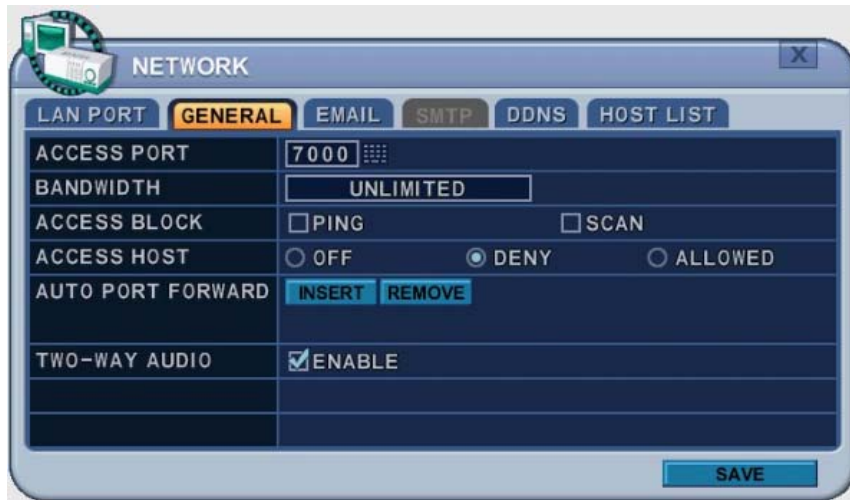 NETWORK
X
LAN PORT GENERAL EMAIL SMTP DDNS HOST LIST
ACCESS PORT 7000
BANDWIDTH UNLIMITED
ACCESS BLOCK PING SCAN
ACCESS HOST OFF DENY ALLOWED
AUTO PORT FORWARD INSERT REMOVE
TWO-WAY AUDIO ENABLE
SAVE